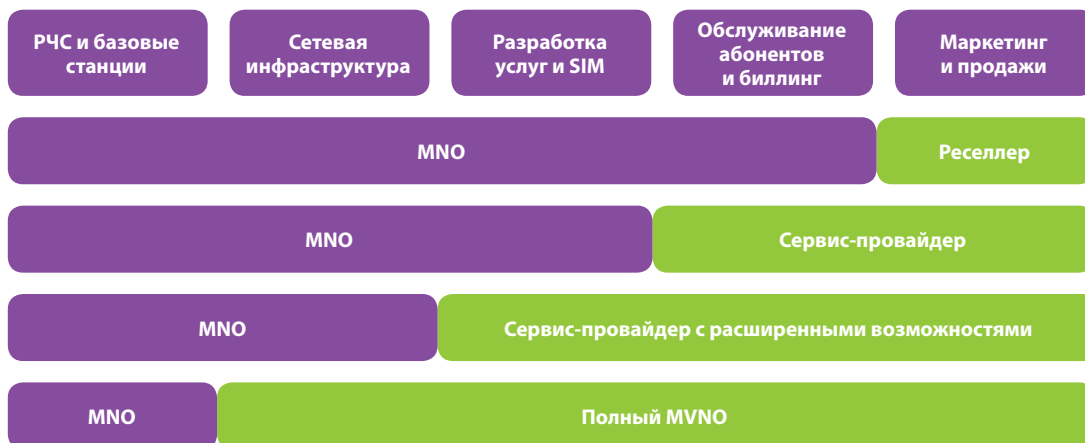 РЧС и базовые
станции
Сетевая
инфраструктура
Разработка
услуг и SIM
Обслуживание
абонентов
и биллинг
Маркетинг
и продажи
MNO
Реселлер
MNO
Сервис-провайдер
MNO
Сервис-провайдер с расширенными возможностями
MNO
Полный MVNO